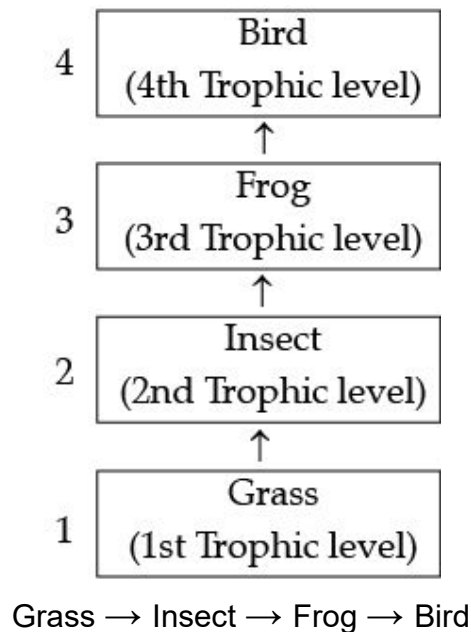 4
Bird
(4th Trophic level)
↑
3
Frog
(3rd Trophic level)
↑
2
Insect
(2nd Trophic level)
↑
1
Grass
(1st Trophic level)
Grass → Insect → Frog → Bird